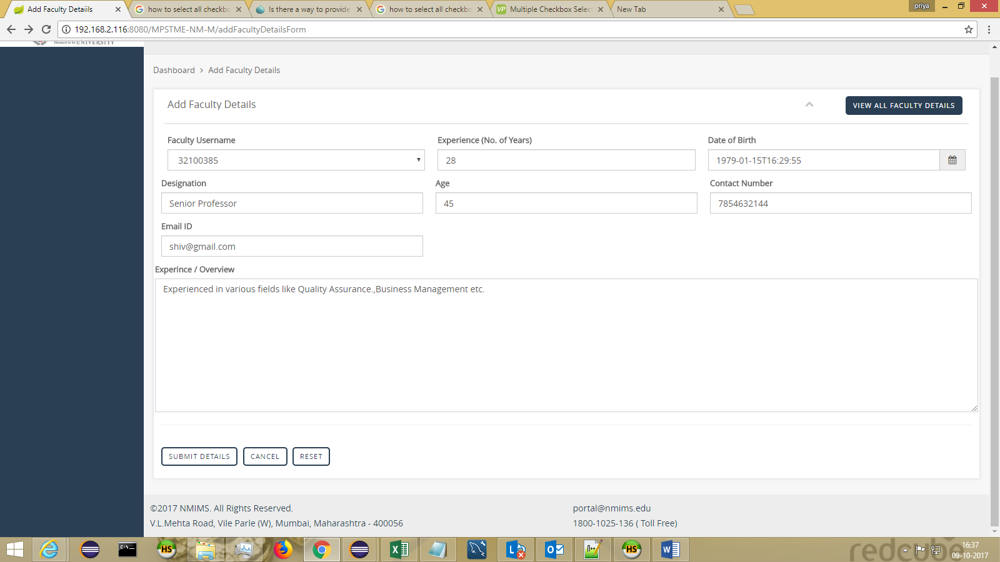 Add Faculty Details
how to select all checkbo
Is there a way to provide
how to select all checkbo
Multiple Checkbox Select
New Tab
priya
192.168.2.116:8080/MPSTME-NM-M/addFacultyDetailsForm
Deemed to be UNIVERSITY
Dashboard > Add Faculty Details
Add Faculty Details
VIEW ALL FACULTY DETAILS
Faculty Username Experience (No. of Years) Date of Birth
32100385 28 1979-01-15T16:29:55
Designation Age Contact Number
Senior Professor 45 7854632144
Email ID
shiv@gmail.com
Experince / Overview
Experienced in various fields like Quality Assurance.,Business Management etc.
SUBMIT DETAILS CANCEL RESET
©2017 NMIMS. All Rights Reserved. portal@nmims.edu
V.L.Mehta Road, Vile Parle (W), Mumbai, Maharashtra - 400056 1800-1025-136 ( Toll Free)
redcube
16:37
09-10-2017